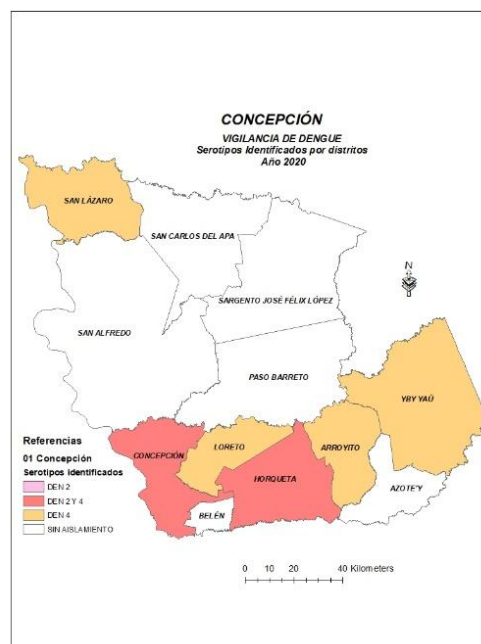 CONCEPCIÓN
VIGILANCIA DE DENGUE
Serotipos Identificados por distritos
Año 2020
SAN LÁZARO
SAN CARLOS DEL APA
N
SARGENTO JOSÉ FÉLIX LÓPEZ
SAN ALFREDO
PASO BARRETO
YBY YAÚ
Referencias
01 Concepción
Serotipos identificados
DEN 2
DEN 2 Y 4
DEN 4
SIN AISLAMIENTO
CONCEPCIÓN
LORETO
ARROYITO
HORQUETA
AZOTE'Y
BELÉN
0 5 10 20 30 40 Kilometers